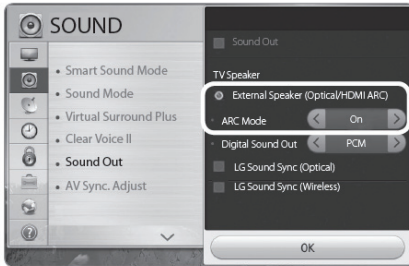 SOUND
Smart Sound Mode
Sound Mode
Virtual Surround Plus
Clear Voice II
Sound Out
AV Sync. Adjust
Sound Out
TV Speaker
External Speaker (Optical/HDMI ARC)
ARC Mode On
Digital Sound Out PCM
LG Sound Sync (Optical)
LG Sound Sync (Wireless)
OK